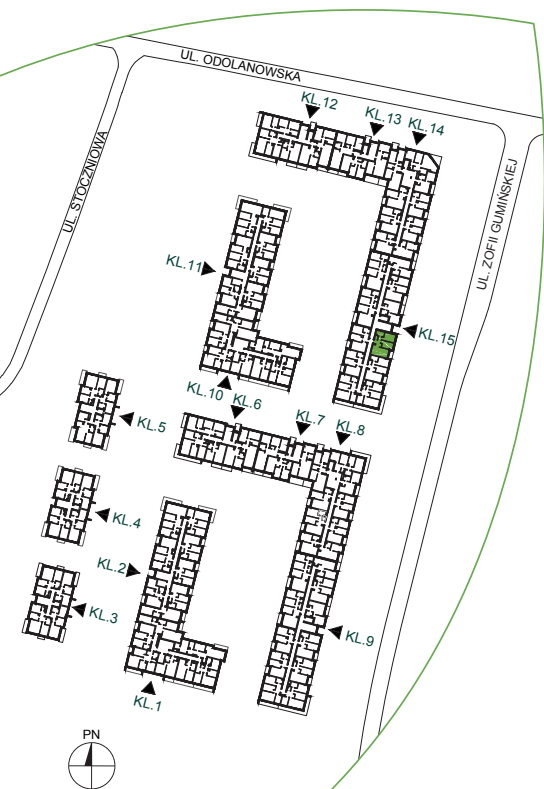 UL. ODOLANOWSKA
UL. STOCZNIOWA
UL. ZOFII GUMIŃSKIEJ
KL.12
KL.13
KL.14
KL.11
KL.15
KL.10
KL.6
KL.7
KL.8
KL.5
KL.4
KL.2
KL.3
KL.9
KL.1
PN